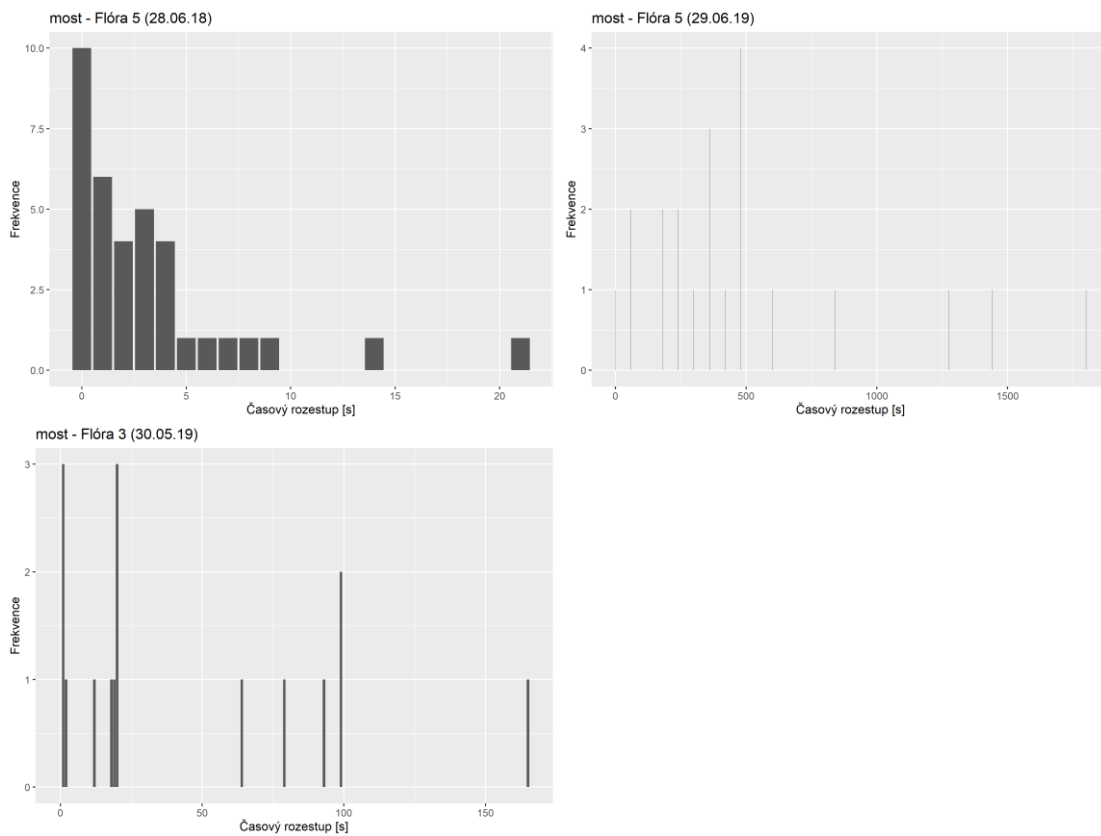 most - Flóra 5 (28.06.18)
10.0
7.5
5.0
2.5
0.0
Frekvence
0 5 10 15 20
Časový rozestup [s]
most - Flóra 5 (29.06.19)
4
3
2
1
0
Frekvence
0 500 1000 1500
Časový rozestup [s]
most - Flóra 3 (30.05.19)
3
2
1
0
Frekvence
0 50 100 150
Časový rozestup [s]